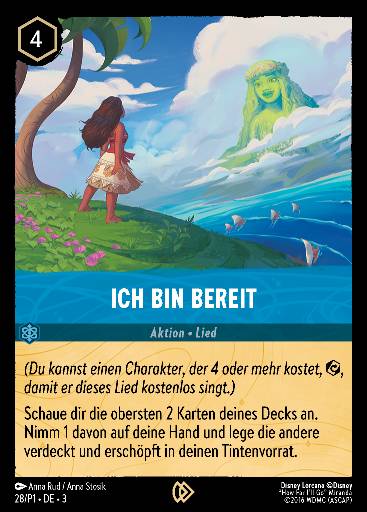 4
ICH BIN BEREIT
Aktion • Lied
(Du kannst einen Charakter, der 4 oder mehr kostet, ,
damit er dieses Lied kostenlos singt.)
Schaue dir die obersten 2 Karten deines Decks an.
Nimm 1 davon auf deine Hand und lege die andere
verdeckt und erschöpft in deinen Tintenvorrat.
Anna Rud / Anna Stosik
Disney Lorcana ©Disney
28/P1 • DE • 3
"How Far I'll Go" Miranda
©2016 WDMC (ASCAP)